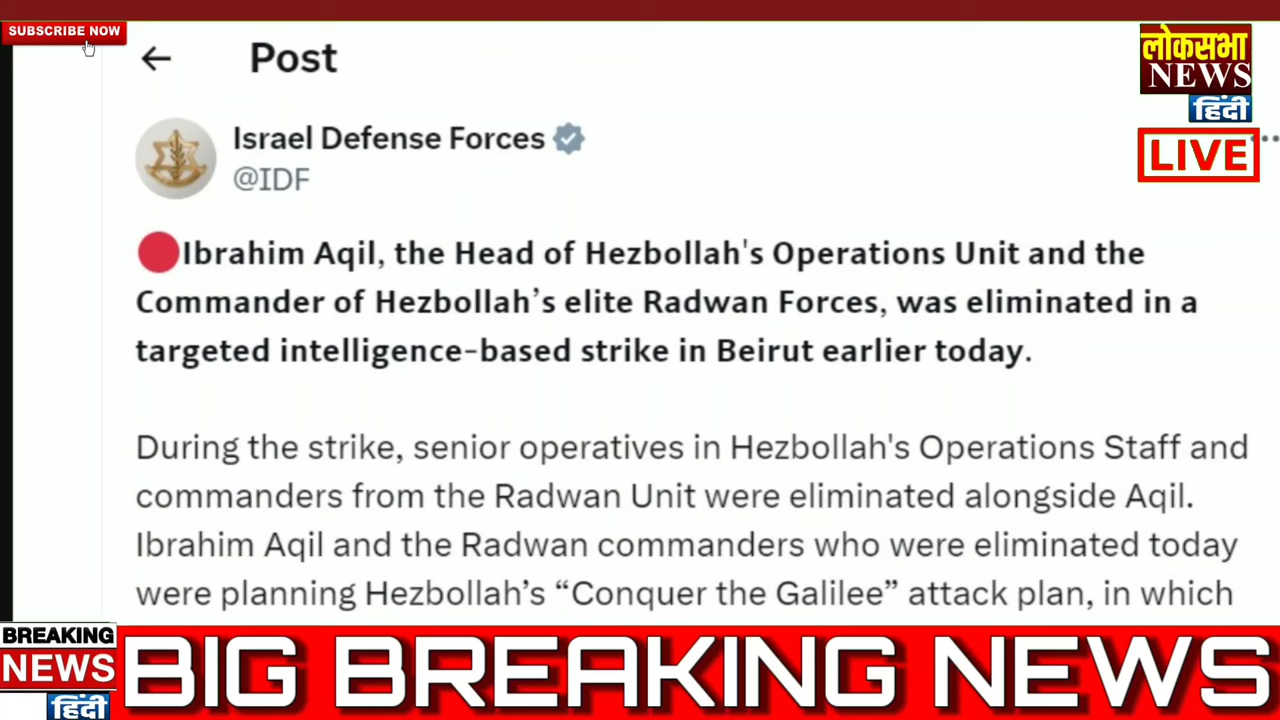 SUBSCRIBE NOW
Post
लोकसभा
NEWS
हिंदी
LIVE
Israel Defense Forces
@IDF
Ibrahim Aqil, the Head of Hezbollah's Operations Unit and the
Commander of Hezbollah’s elite Radwan Forces, was eliminated in a
targeted intelligence-based strike in Beirut earlier today.
During the strike, senior operatives in Hezbollah's Operations Staff and
commanders from the Radwan Unit were eliminated alongside Aqil.
Ibrahim Aqil and the Radwan commanders who were eliminated today
were planning Hezbollah’s “Conquer the Galilee” attack plan, in which
BREAKING
NEWS
हिंदी
BIG BREAKING NEWS